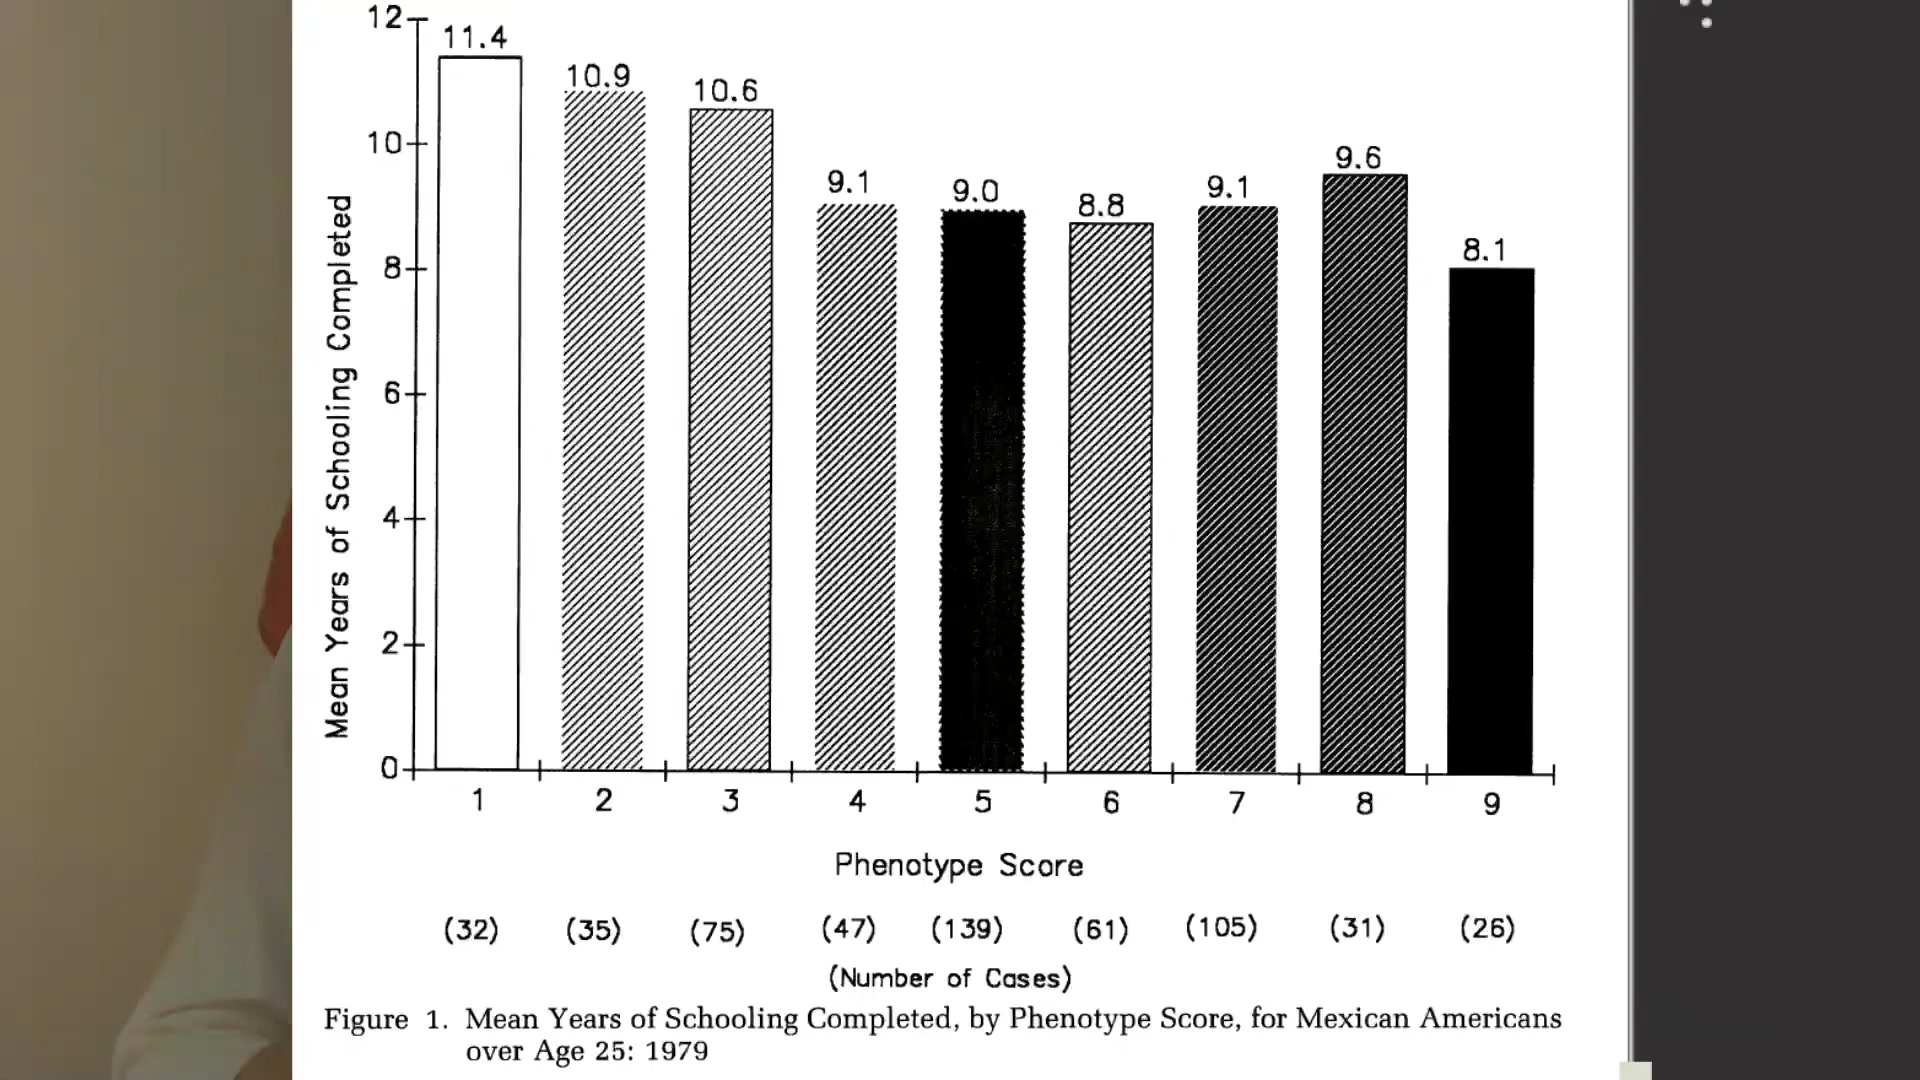 12
11.4
10.9
10.6
10
9.1
9.0
8.8
9.1
9.6
8.1
8
6
4
2
0
Mean Years of Schooling Completed
1 2 3 4 5 6 7 8 9
Phenotype Score
(32) (35) (75) (47) (139) (61) (105) (31) (26)
(Number of Cases)
Figure 1. Mean Years of Schooling Completed, by Phenotype Score, for Mexican Americans
over Age 25: 1979